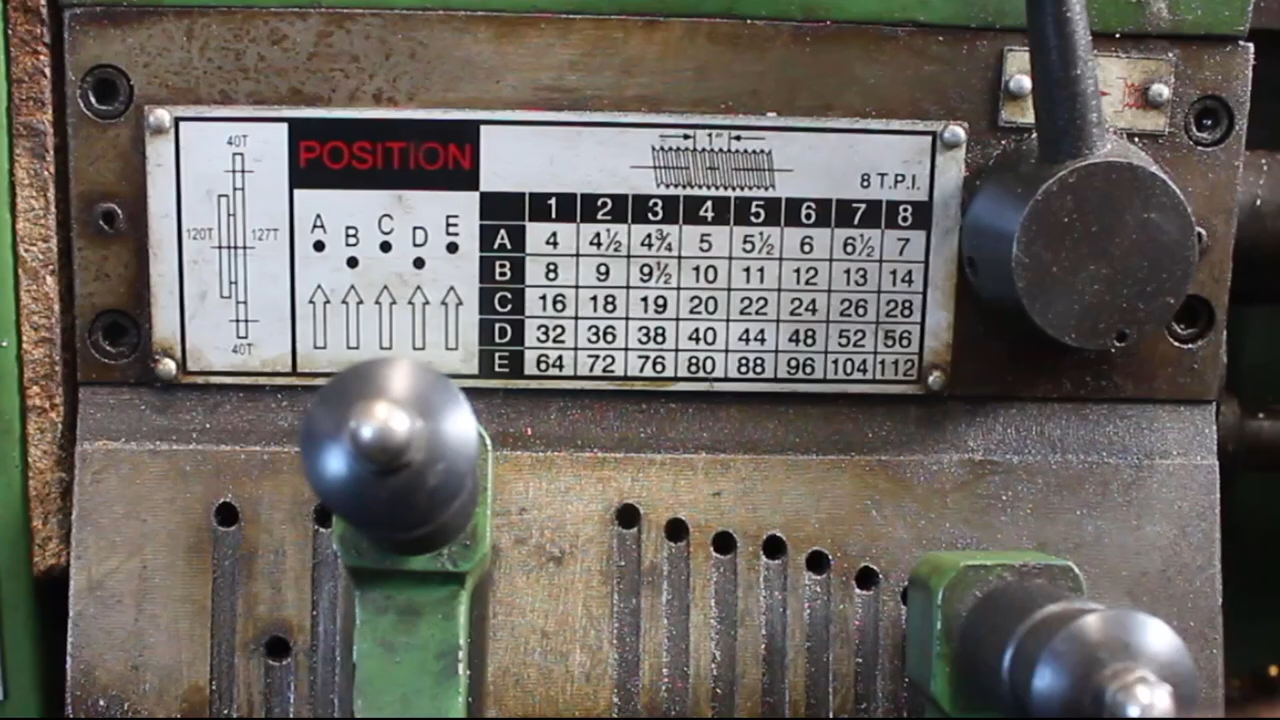 40T
120T 127T
40T
POSITION
A B C D E
1"
8 T.P.I.
1 2 3 4 5 6 7 8
A 4 4½ 4¾ 5 5½ 6 6½ 7
B 8 9 9½ 10 11 12 13 14
C 16 18 19 20 22 24 26 28
D 32 36 38 40 44 48 52 56
E 64 72 76 80 88 96 104 112